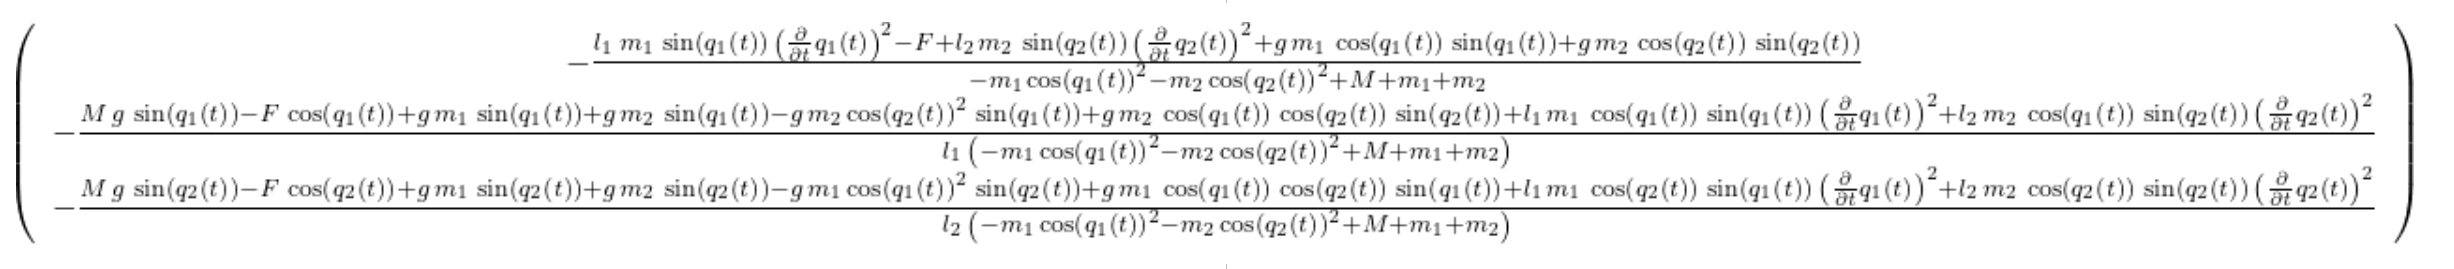 $$\left(\begin{array}{c}
-\frac{l_1\,m_1\,\sin(q_1(t))\left(\frac{\partial}{\partial t}q_1(t)\right)^2-F+l_2\,m_2\,\sin(q_2(t))\left(\frac{\partial}{\partial t}q_2(t)\right)^2+g\,m_1\,\cos(q_1(t))\,\sin(q_1(t))+g\,m_2\,\cos(q_2(t))\,\sin(q_2(t))}{-m_1\cos(q_1(t))^2-m_2\cos(q_2(t))^2+M+m_1+m_2}\\
-\frac{M\,g\,\sin(q_1(t))-F\,\cos(q_1(t))+g\,m_1\,\sin(q_1(t))+g\,m_2\,\sin(q_1(t))-g\,m_2\cos(q_2(t))^2\,\sin(q_1(t))+g\,m_2\,\cos(q_1(t))\,\cos(q_2(t))\,\sin(q_2(t))+l_1\,m_1\,\cos(q_1(t))\,\sin(q_1(t))\left(\frac{\partial}{\partial t}q_1(t)\right)^2+l_2\,m_2\,\cos(q_1(t))\,\sin(q_2(t))\left(\frac{\partial}{\partial t}q_2(t)\right)^2}{l_1\left(-m_1\cos(q_1(t))^2-m_2\cos(q_2(t))^2+M+m_1+m_2\right)}\\
-\frac{M\,g\,\sin(q_2(t))-F\,\cos(q_2(t))+g\,m_1\,\sin(q_2(t))+g\,m_2\,\sin(q_2(t))-g\,m_1\cos(q_1(t))^2\,\sin(q_2(t))+g\,m_1\,\cos(q_1(t))\,\cos(q_2(t))\,\sin(q_1(t))+l_1\,m_1\,\cos(q_2(t))\,\sin(q_1(t))\left(\frac{\partial}{\partial t}q_1(t)\right)^2+l_2\,m_2\,\cos(q_2(t))\,\sin(q_2(t))\left(\frac{\partial}{\partial t}q_2(t)\right)^2}{l_2\left(-m_1\cos(q_1(t))^2-m_2\cos(q_2(t))^2+M+m_1+m_2\right)}
\end{array}\right)$$